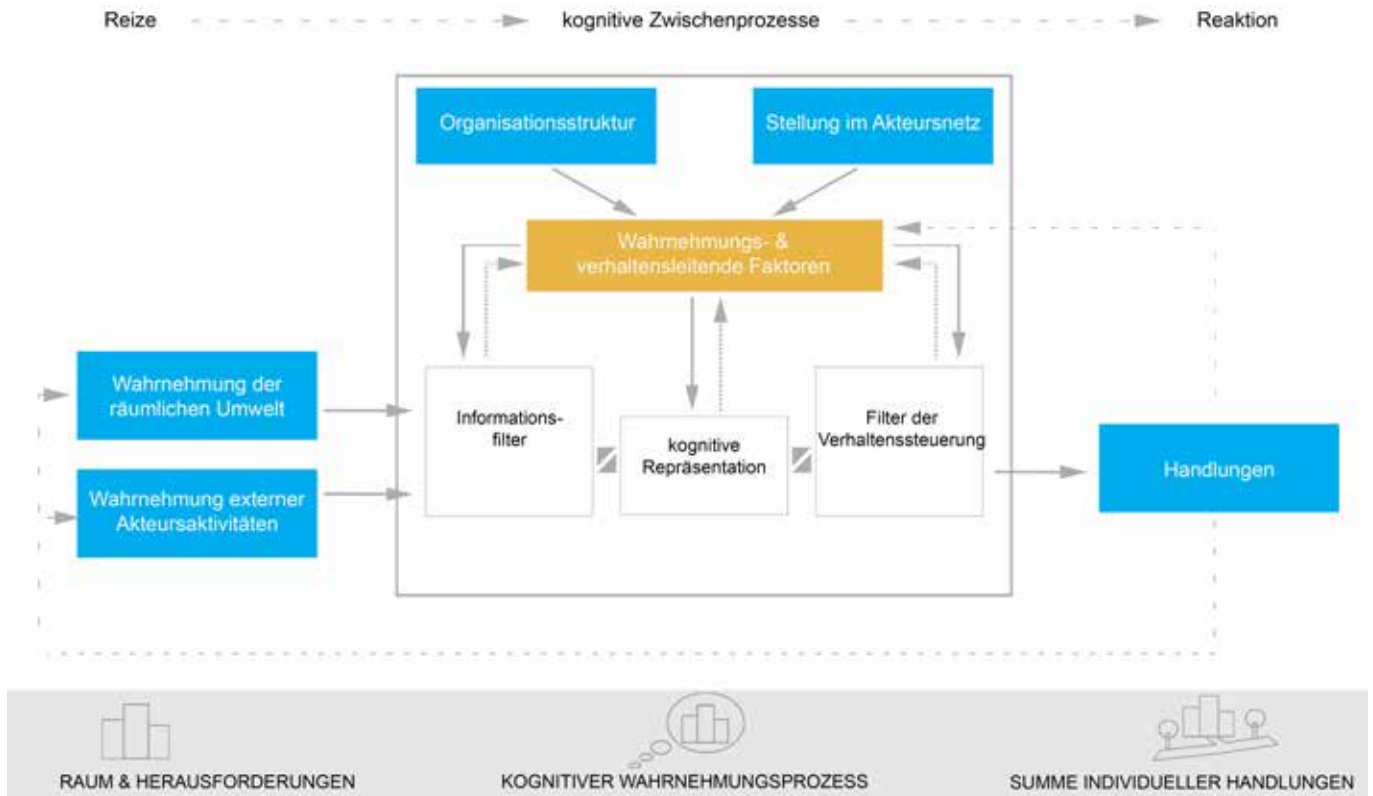 Reize
kognitive Zwischenprozesse
Reaktion
Organisationsstruktur
Stellung im Akteursnetz
Wahrnehmungs- &
verhaltensleitende Faktoren
Wahrnehmung der
räumlichen Umwelt
Wahrnehmung externer
Akteursaktivitäten
Informations-
filter
kognitive
Repräsentation
Filter der
Verhaltenssteuerung
Handlungen
RAUM & HERAUSFORDERUNGEN
KOGNITIVER WAHRNEHMUNGSPROZESS
SUMME INDIVIDUELLER HANDLUNGEN